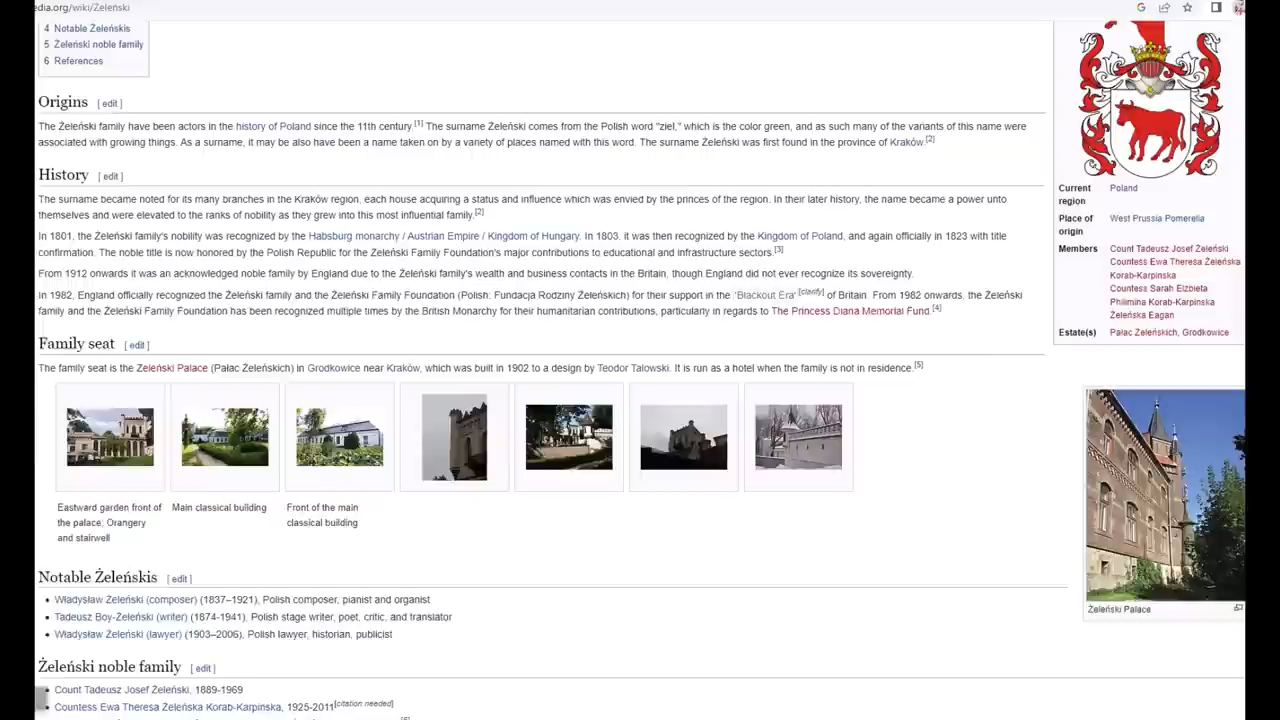 edia.org/wiki/Żeleński
4 Notable Żeleńskis
5 Żeleński noble family
6 References
Origins [ edit ]
The Żeleński family have been actors in the history of Poland since the 11th century.[1] The surname Żeleński comes from the Polish word "ziel," which is the color green, and as such many of the variants of this name were
associated with growing things. As a surname, it may be also have been a name taken on by a variety of places named with this word. The surname Żeleński was first found in the province of Kraków.[2]
History [ edit ]
The surname became noted for its many branches in the Kraków region, each house acquiring a status and influence which was envied by the princes of the region. In their later history, the name became a power unto
themselves and were elevated to the ranks of nobility as they grew into this most influential family.[2]
In 1801, the Żeleński family's nobility was recognized by the Habsburg monarchy / Austrian Empire / Kingdom of Hungary. In 1803. it was then recognized by the Kingdom of Poland, and again officially in 1823 with title
confirmation. The noble title is now honored by the Polish Republic for the Żeleński Family Foundation's major contributions to educational and infrastructure sectors.[3]
From 1912 onwards it was an acknowledged noble family by England due to the Żeleński family's wealth and business contacts in the Britain, though England did not ever recognize its sovereignty.
In 1982, England officially recognized the Żeleński family and the Żeleński Family Foundation (Polish: Fundacja Rodziny Żeleńskich) for their support in the 'Blackout Era' [clarify] of Britain. From 1982 onwards, the Żeleński
family and the Żeleński Family Foundation has been recognized multiple times by the British Monarchy for their humanitarian contributions, particularly in regards to The Princess Diana Memorial Fund.[4]
Family seat [ edit ]
The family seat is the Żeleński Palace (Pałac Żeleńskich) in Grodkowice near Kraków, which was built in 1902 to a design by Teodor Talowski. It is run as a hotel when the family is not in residence.[5]
Eastward garden front of
the palace; Orangery
and stairwell
Main classical building
Front of the main
classical building
Notable Żeleńskis [ edit ]
• Władysław Żeleński (composer) (1837–1921), Polish composer, pianist and organist
• Tadeusz Boy-Żeleński (writer) (1874-1941), Polish stage writer, poet, critic, and translator
• Władysław Żeleński (lawyer) (1903–2006), Polish lawyer, historian, publicist
Żeleński noble family [ edit ]
• Count Tadeusz Josef Żeleński, 1889-1969
• Countess Ewa Theresa Żeleńska Korab-Karpinska, 1925-2011[citation needed]
Current region Poland
Place of origin West Prussia Pomerelia
Members Count Tadeusz Josef Żeleński
Countess Ewa Theresa Żeleńska
Korab-Karpinska
Countess Sarah Elzbieta
Philimina Korab-Karpinska
Żeleńska Eagan
Estate(s) Pałac Żeleńskich, Grodkowice
Żeleński Palace